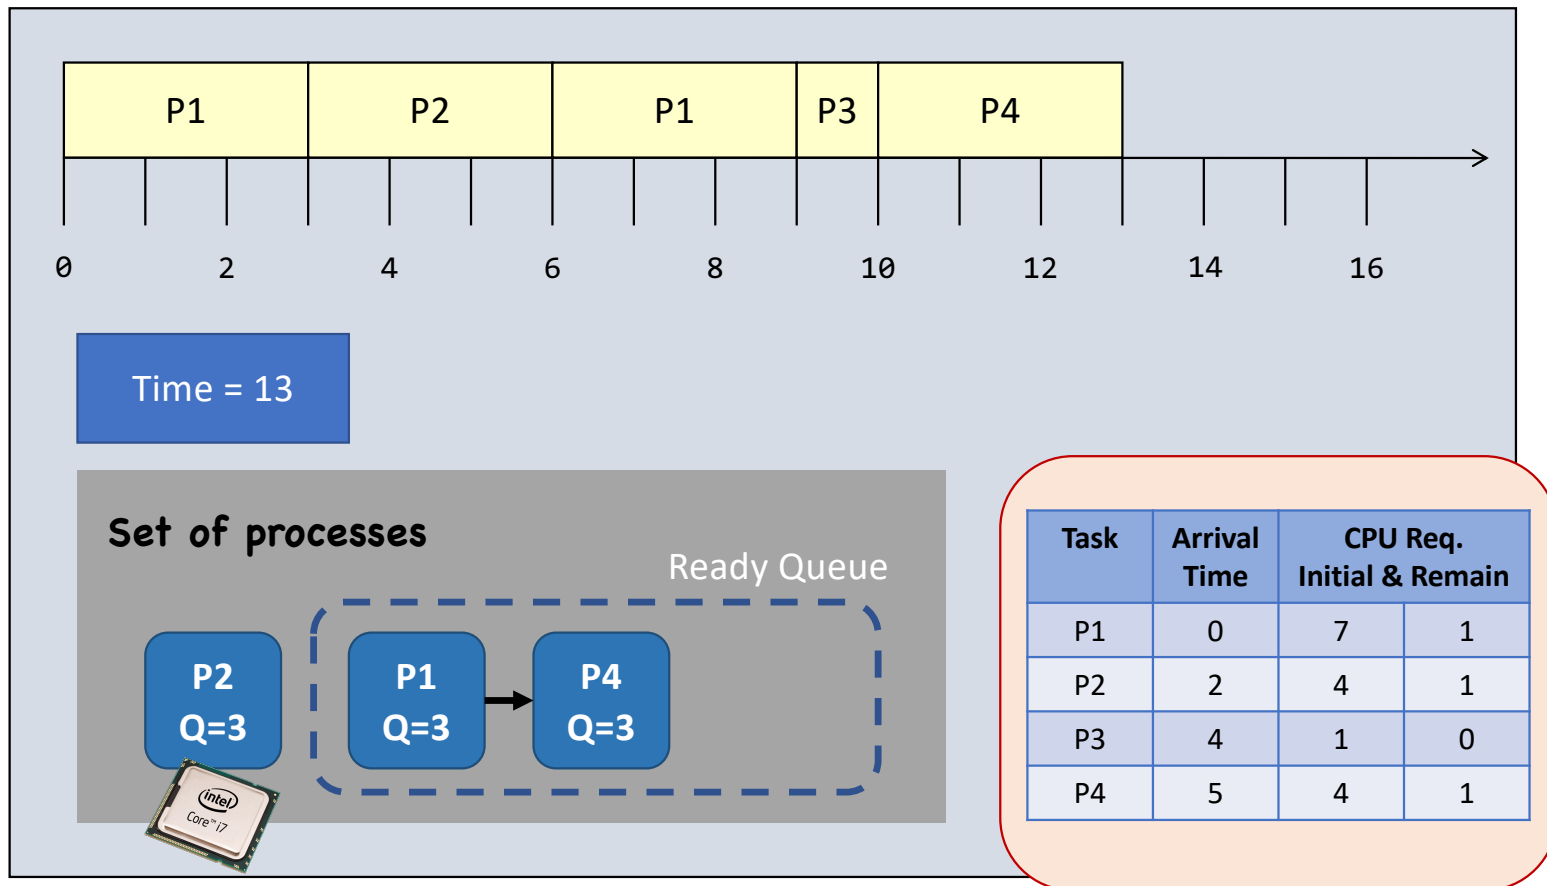 P1 P2 P1 P3 P4
0 2 4 6 8 10 12 14 16
Time = 13
Set of processes
Ready Queue
P2
Q=3
P1
Q=3
P4
Q=3
intel
Core™ i7
Task Arrival Time CPU Req. Initial & Remain
P1 0 7 1
P2 2 4 1
P3 4 1 0
P4 5 4 1